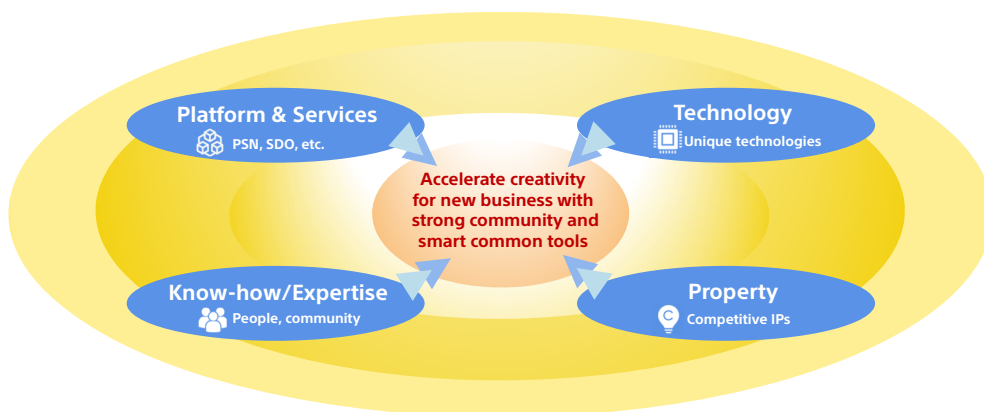 Platform & Services
PSN, SDO, etc.
Technology
Unique technologies
Accelerate creativity
for new business with
strong community and
smart common tools
Know-how/Expertise
People, community
Property
C
Competitive IPs